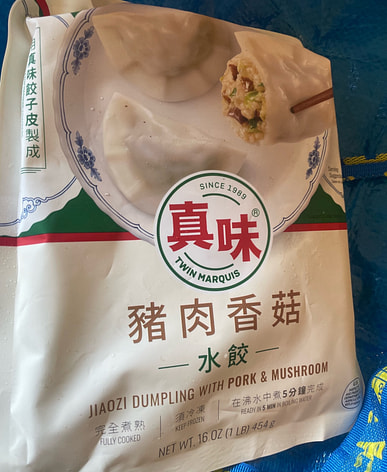 真味餃子皮製成
SINCE 1989
真味®
TWIN MARQUIS
豬肉香菇
水餃
JIAOZI DUMPLING WITH PORK & MUSHROOM
完全煮熟
FULLY COOKED
須冷凍
KEEP FROZEN
在沸水中煮5分鐘完成
READY IN 5 MIN IN BOILING WATER
NET WT. 16 OZ (1 LB) 454 g